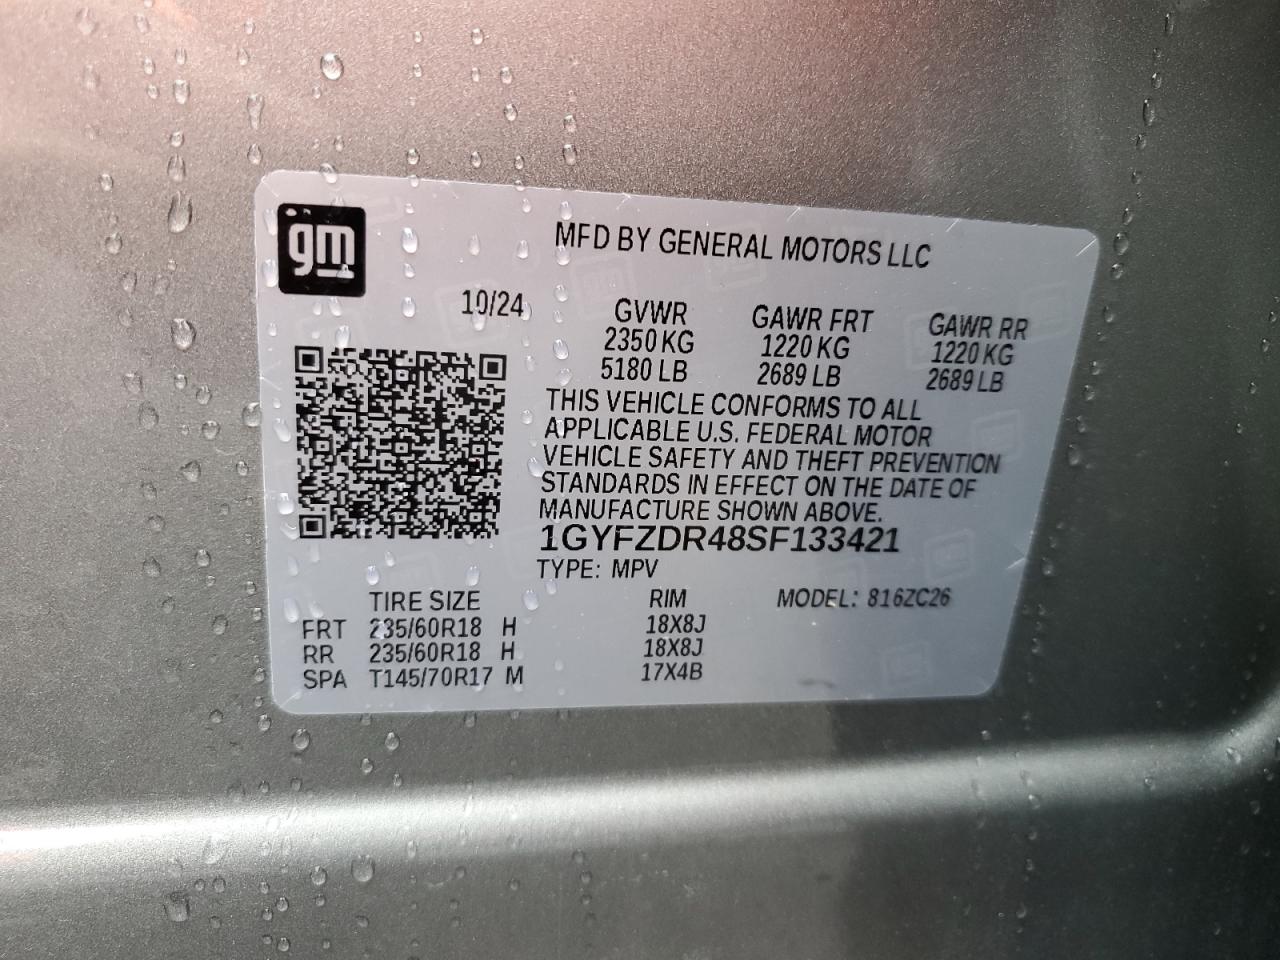 gm
MFD BY GENERAL MOTORS LLC
10/24
GVWR GAWR FRT GAWR RR
2350 KG 1220 KG 1220 KG
5180 LB 2689 LB 2689 LB
THIS VEHICLE CONFORMS TO ALL
APPLICABLE U.S. FEDERAL MOTOR
VEHICLE SAFETY AND THEFT PREVENTION
STANDARDS IN EFFECT ON THE DATE OF
MANUFACTURE SHOWN ABOVE.
1GYFZDR48SF133421
TYPE: MPV MODEL: 816ZC26
TIRE SIZE RIM
FRT 235/60R18 H 18X8J
RR 235/60R18 H 18X8J
SPA T145/70R17 M 17X4B